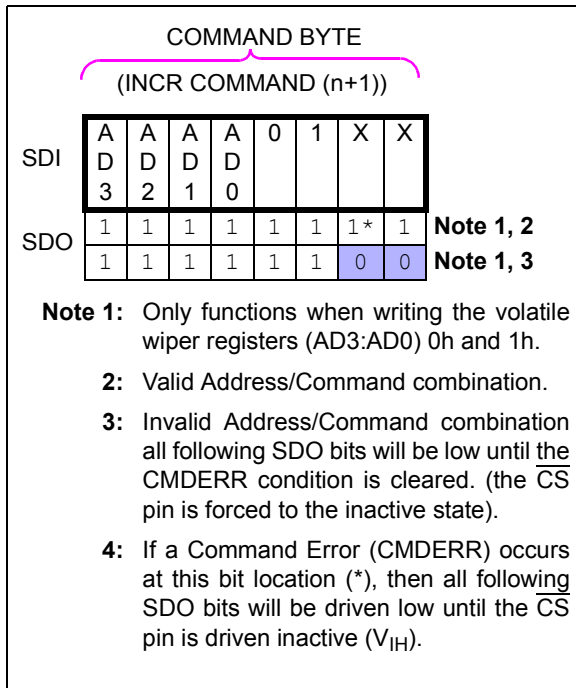 COMMAND BYTE
(INCR COMMAND (n+1))
SDI
A A A A 0 1 X X
D D D D
3 2 1 0
SDO
1 1 1 1 1 1 1* 1 Note 1, 2
1 1 1 1 1 1 0 0 Note 1, 3
Note 1: Only functions when writing the volatile
wiper registers (AD3:AD0) 0h and 1h.
2: Valid Address/Command combination.
3: Invalid Address/Command combination
all following SDO bits will be low until the
CMDERR condition is cleared. (the C̅S̅
pin is forced to the inactive state).
4: If a Command Error (CMDERR) occurs
at this bit location (*), then all following
SDO bits will be driven low until the C̅S̅
pin is driven inactive (VIH).